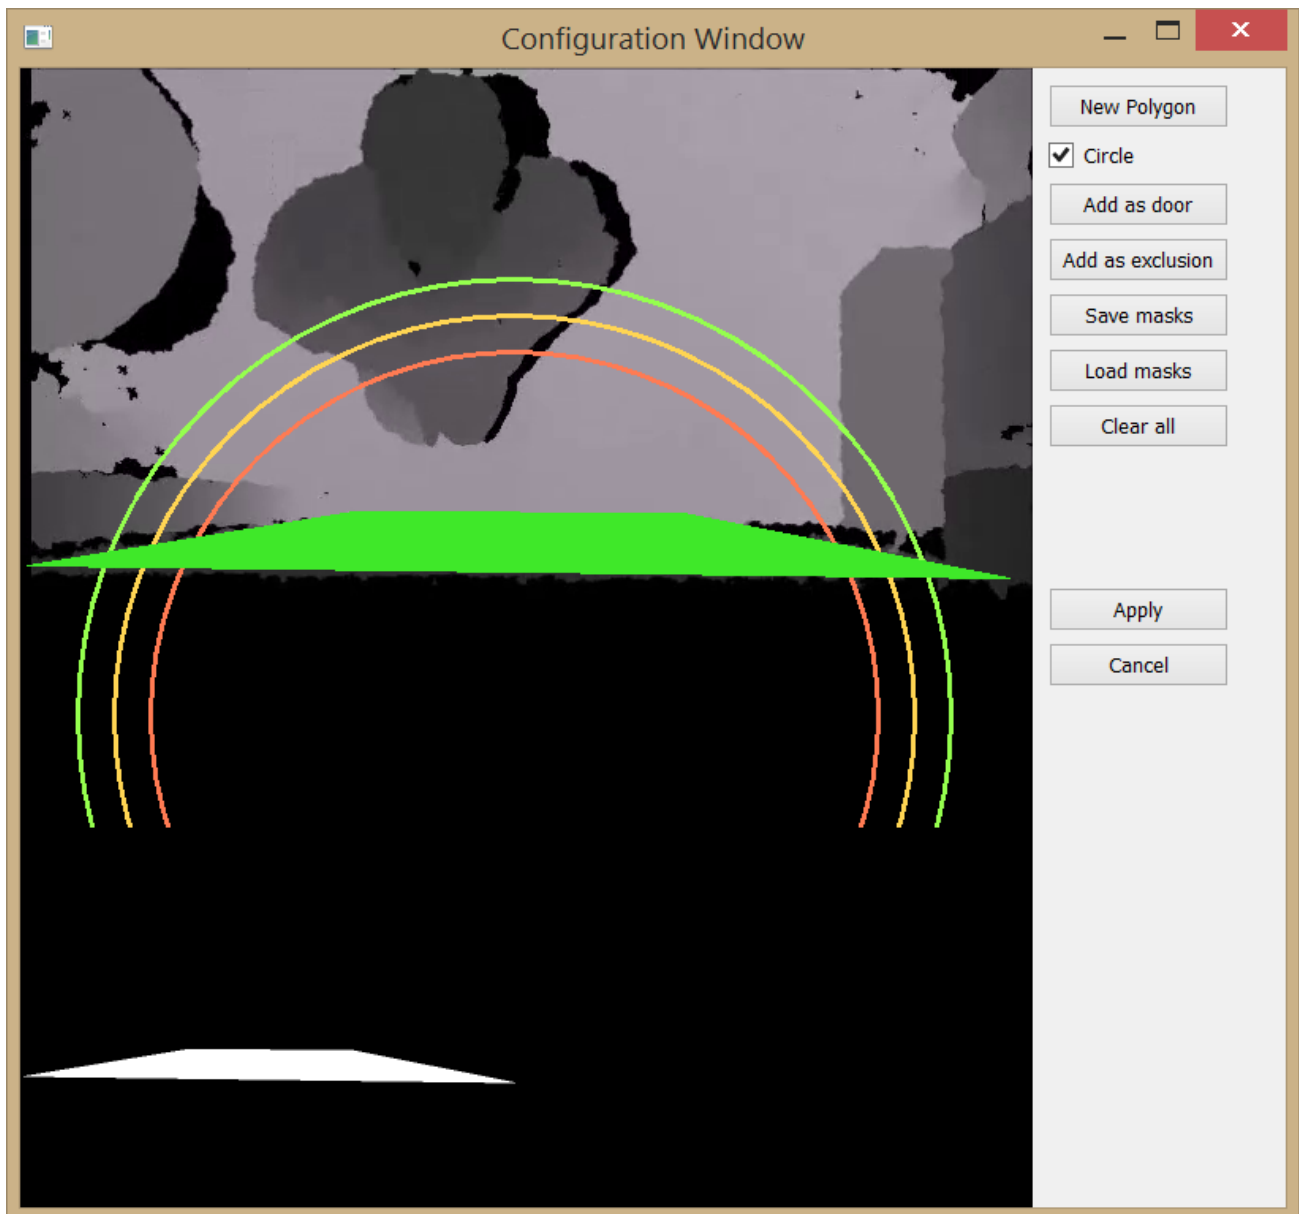 Configuration Window
New Polygon
Circle
Add as door
Add as exclusion
Save masks
Load masks
Clear all
Apply
Cancel